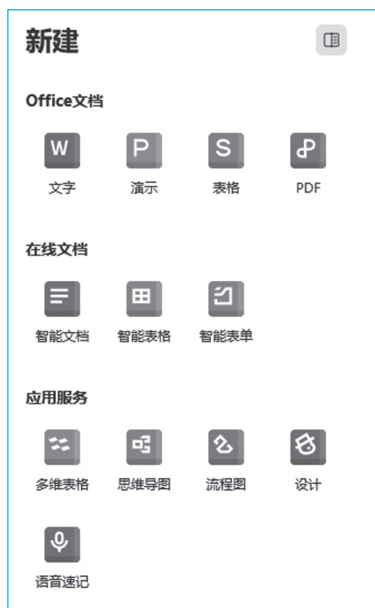 新建
Office文档
W P S
文字 演示 表格 PDF
在线文档
智能文档 智能表格 智能表单
应用服务
多维表格 思维导图 流程图 设计
语音速记